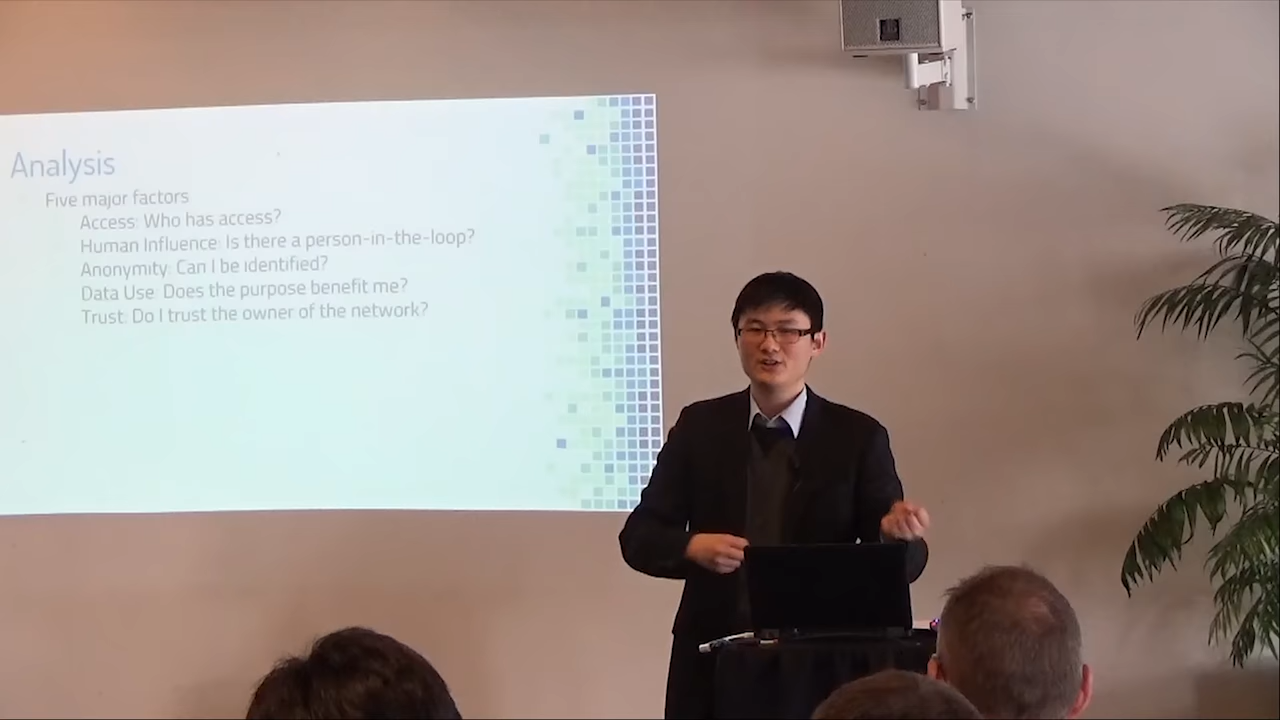 Analysis
Five major factors
Access: Who has access?
Human Influence: Is there a person-in-the-loop?
Anonymity: Can I be identified?
Data Use: Does the purpose benefit me?
Trust: Do I trust the owner of the network?